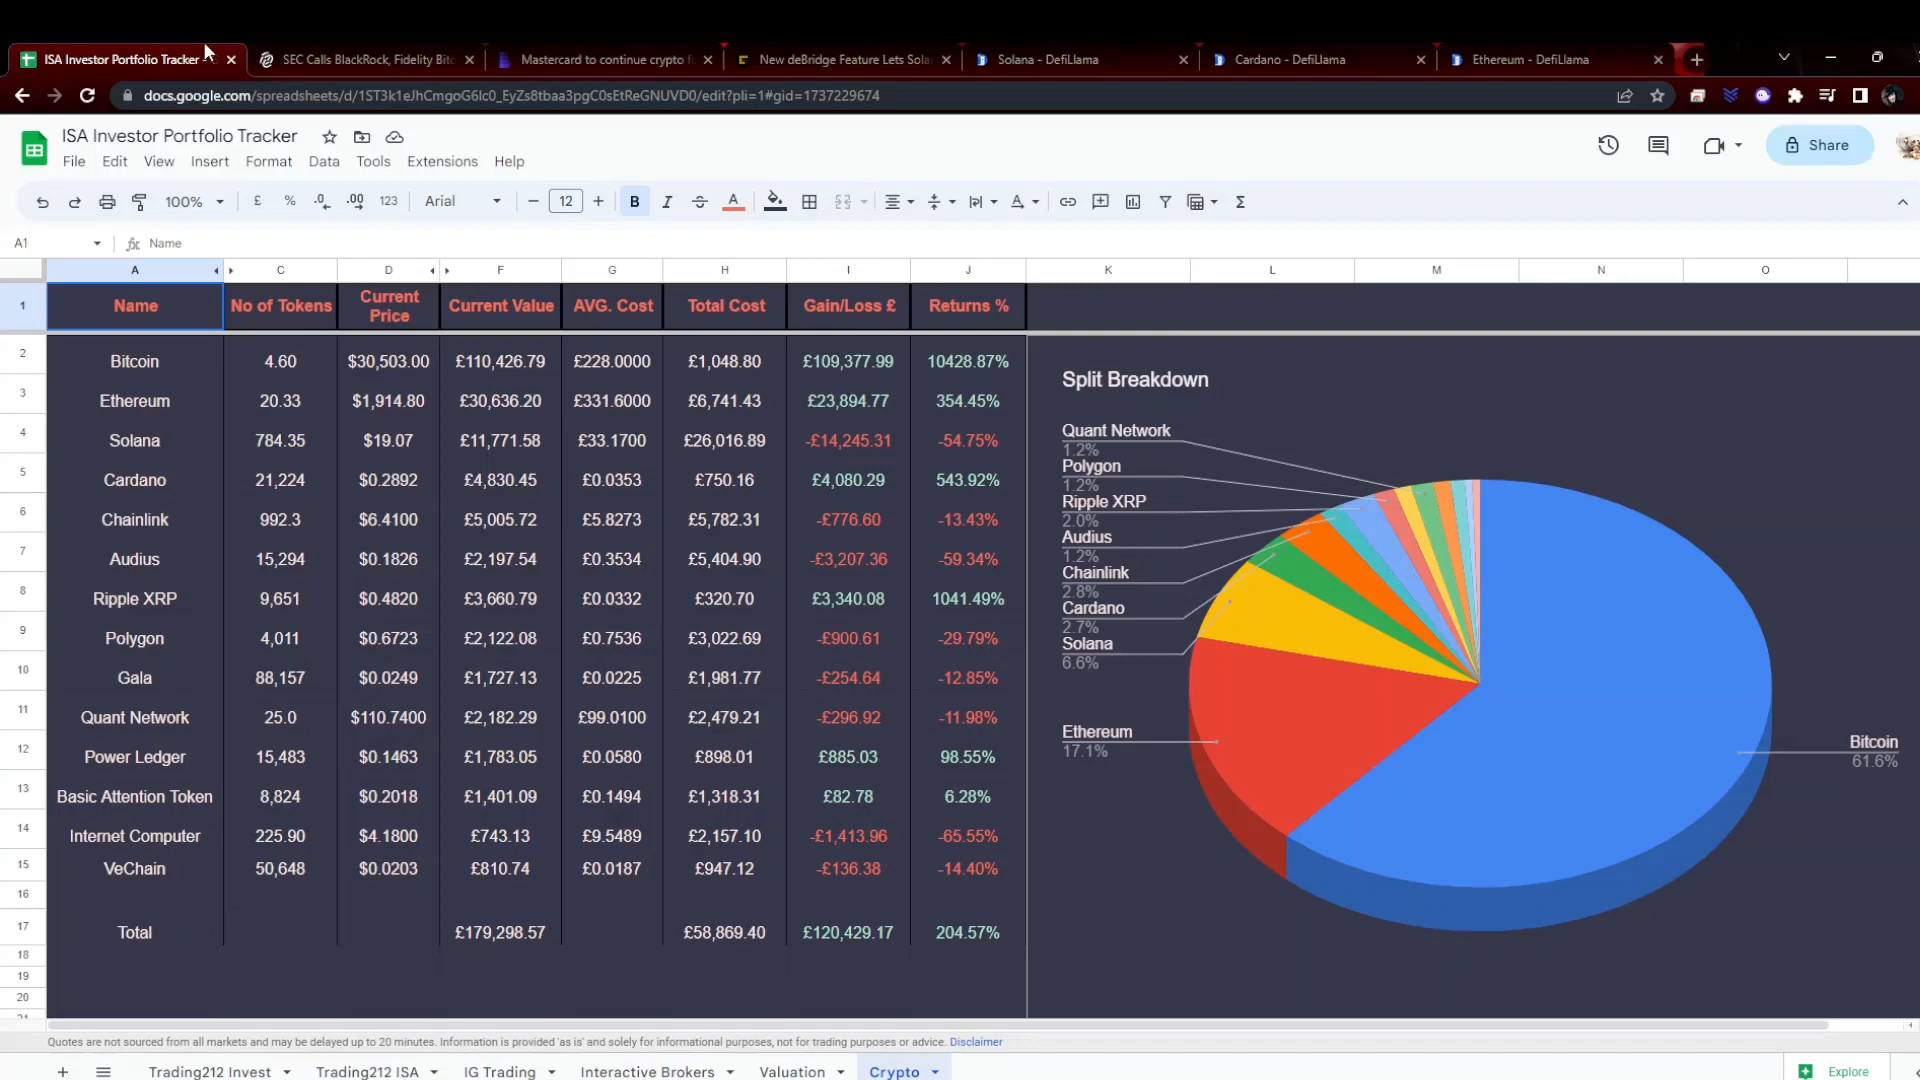 ISA Investor Portfolio Tracker - G
SEC Calls BlackRock, Fidelity Bitc
Mastercard to continue crypto f
New deBridge Feature Lets Sola
Solana - DefiLlama
Cardano - DefiLlama
Ethereum - DefiLlama
docs.google.com/spreadsheets/d/1ST3k1eJhCmgoG6lc0_EyZs8tbaa3pgC0sEtReGNUVD0/edit?pli=1#gid=1737229674
ISA Investor Portfolio Tracker
File Edit View Insert Format Data Tools Extensions Help
Share
100% £ % .0 .00 123 Arial 12 B I S A
A1 fx Name
A C D F G H I J K L M N O
1 Name No of Tokens Current Price Current Value AVG. Cost Total Cost Gain/Loss £ Returns %
2 Bitcoin 4.60 $30,503.00 £110,426.79 £228.0000 £1,048.80 £109,377.99 10428.87%
3 Ethereum 20.33 $1,914.80 £30,636.20 £331.6000 £6,741.43 £23,894.77 354.45%
4 Solana 784.35 $19.07 £11,771.58 £33.1700 £26,016.89 -£14,245.31 -54.75%
5 Cardano 21,224 $0.2892 £4,830.45 £0.0353 £750.16 £4,080.29 543.92%
6 Chainlink 992.3 $6.4100 £5,005.72 £5.8273 £5,782.31 -£776.60 -13.43%
7 Audius 15,294 $0.1826 £2,197.54 £0.3534 £5,404.90 -£3,207.36 -59.34%
8 Ripple XRP 9,651 $0.4820 £3,660.79 £0.0332 £320.70 £3,340.08 1041.49%
9 Polygon 4,011 $0.6723 £2,122.08 £0.7536 £3,022.69 -£900.61 -29.79%
10 Gala 88,157 $0.0249 £1,727.13 £0.0225 £1,981.77 -£254.64 -12.85%
11 Quant Network 25.0 $110.7400 £2,182.29 £99.0100 £2,479.21 -£296.92 -11.98%
12 Power Ledger 15,483 $0.1463 £1,783.05 £0.0580 £898.01 £885.03 98.55%
13 Basic Attention Token 8,824 $0.2018 £1,401.09 £0.1494 £1,318.31 £82.78 6.28%
14 Internet Computer 225.90 $4.1800 £743.13 £9.5489 £2,157.10 -£1,413.96 -65.55%
15 VeChain 50,648 $0.0203 £810.74 £0.0187 £947.12 -£136.38 -14.40%
16
17 Total £179,298.57 £58,869.40 £120,429.17 204.57%
18
19
20
Split Breakdown
Quant Network
1.2%
Polygon
1.2%
Ripple XRP
2.0%
Audius
1.2%
Chainlink
2.8%
Cardano
2.7%
Solana
6.6%
Ethereum
17.1%
Bitcoin
61.6%
Quotes are not sourced from all markets and may be delayed up to 20 minutes. Information is provided 'as is' and solely for informational purposes, not for trading purposes or advice. Disclaimer
Trading212 Invest Trading212 ISA IG Trading Interactive Brokers Valuation Crypto Explore